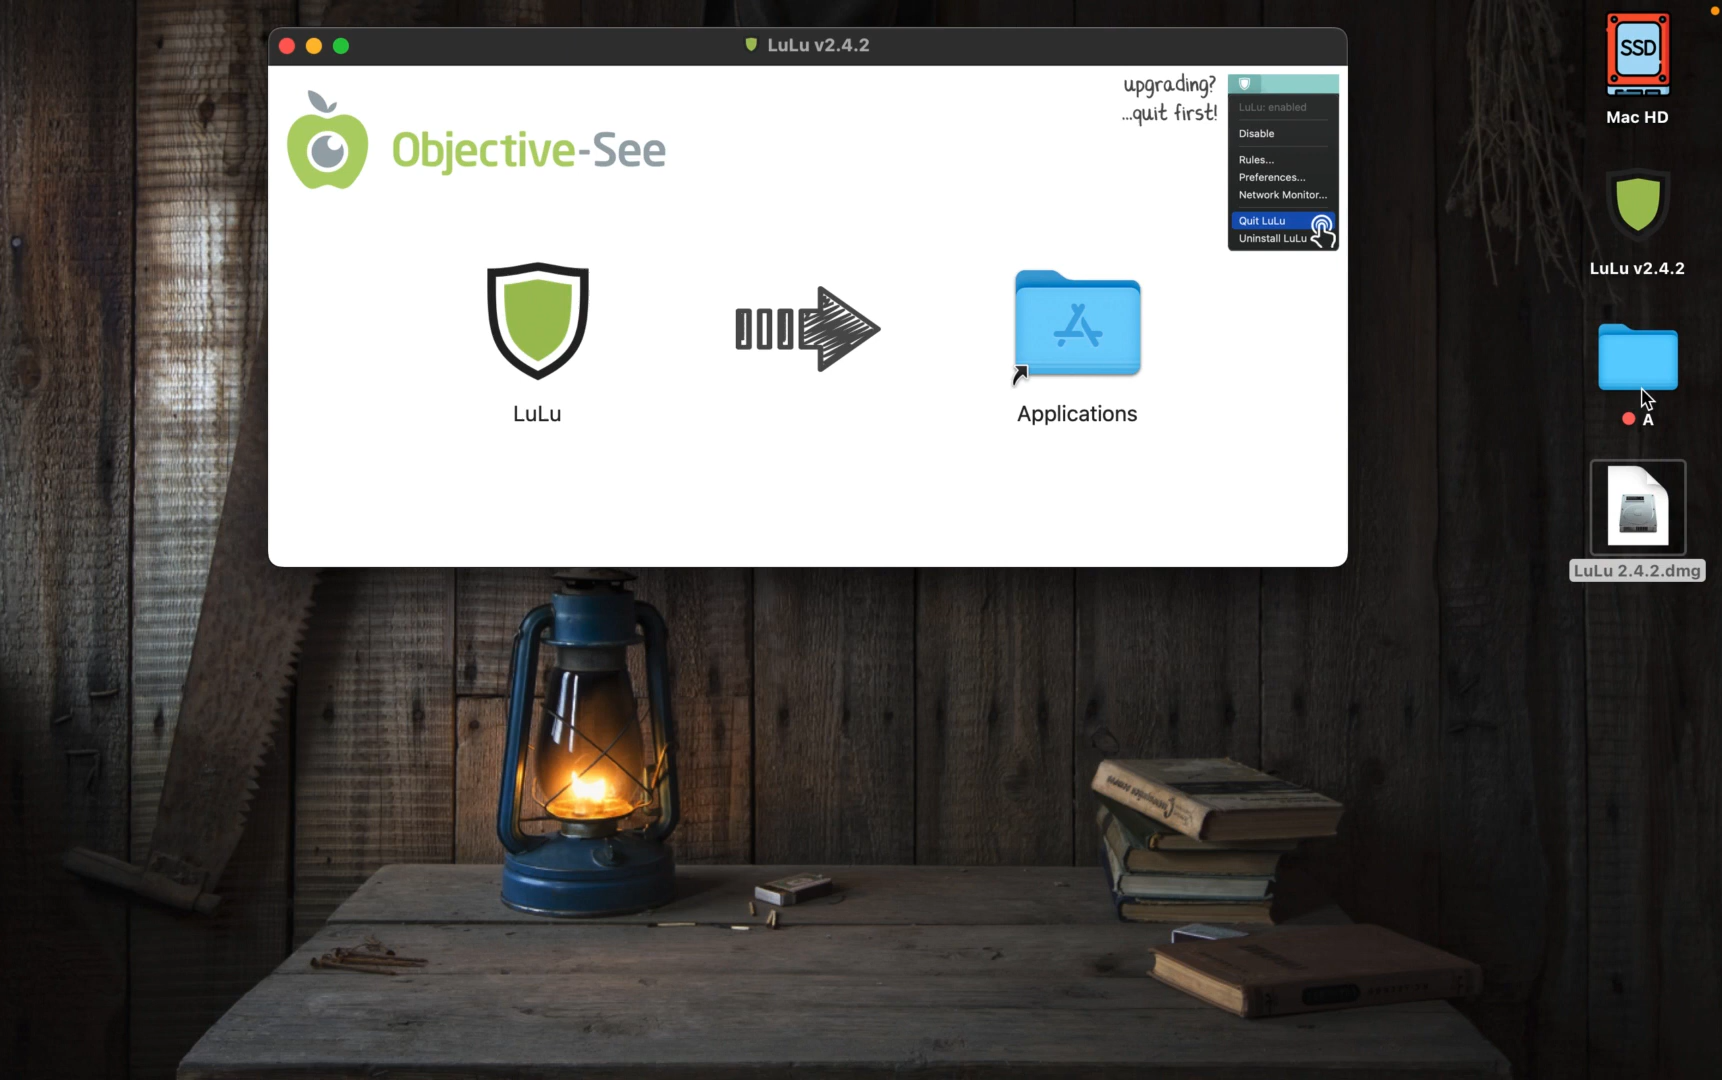 LuLu v2.4.2
Objective-See
upgrading?
...quit first!
LuLu: enabled
Disable
Rules...
Preferences...
Network Monitor...
Quit LuLu
Uninstall LuLu
LuLu
Applications
SSD
Mac HD
LuLu v2.4.2
A
LuLu 2.4.2.dmg